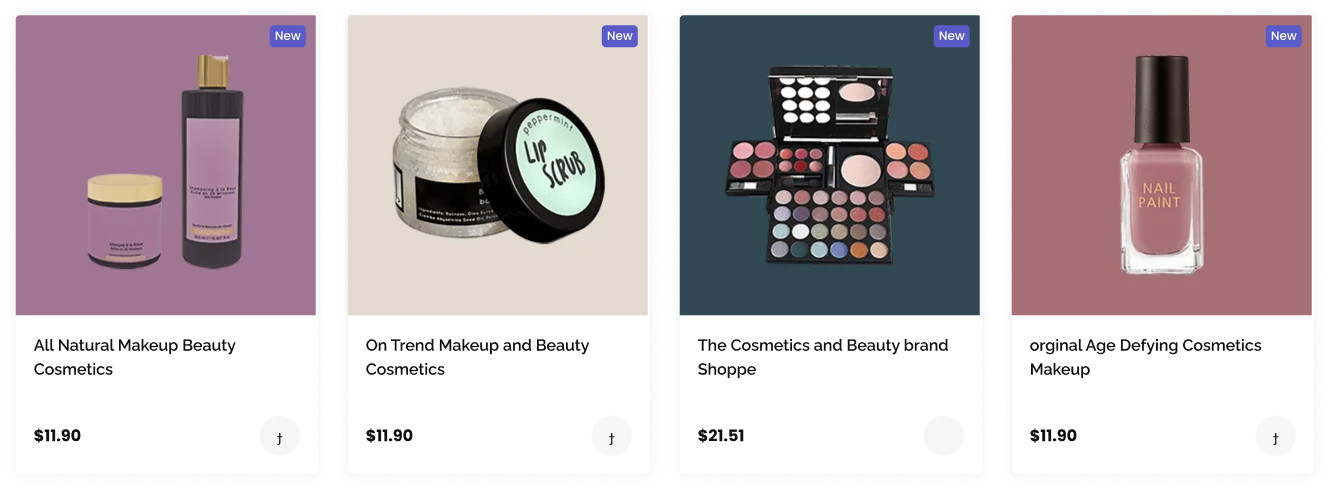 New
New
New
New
peppermint
LIP
SCRUB
NAIL
PAINT
All Natural Makeup Beauty
Cosmetics
On Trend Makeup and Beauty
Cosmetics
The Cosmetics and Beauty brand
Shoppe
orginal Age Defying Cosmetics
Makeup
$11.90
$11.90
$21.51
$11.90